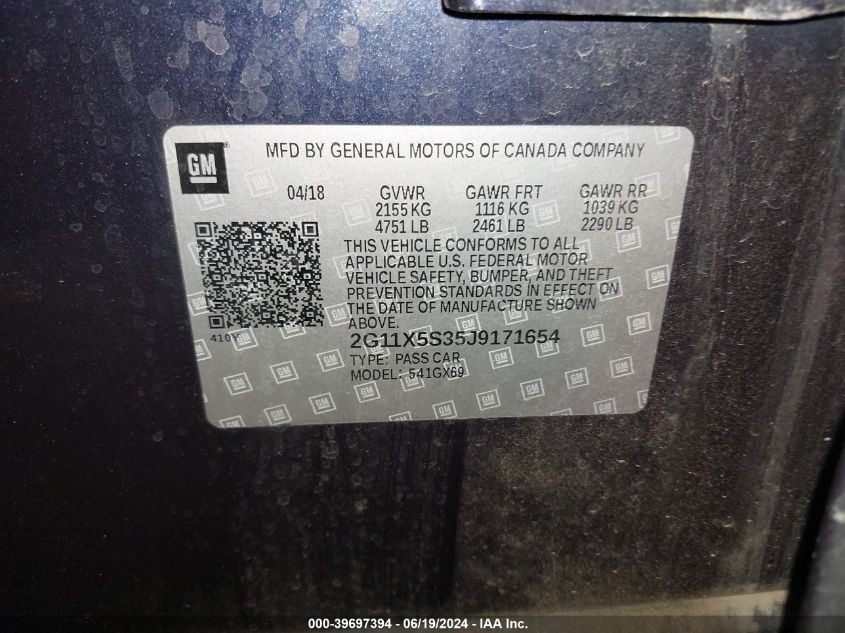 GM
MFD BY GENERAL MOTORS OF CANADA COMPANY
04/18 GVWR GAWR FRT GAWR RR
2155 KG 1116 KG 1039 KG
4751 LB 2461 LB 2290 LB
THIS VEHICLE CONFORMS TO ALL
APPLICABLE U.S. FEDERAL MOTOR
VEHICLE SAFETY, BUMPER, AND THEFT
PREVENTION STANDARDS IN EFFECT ON
THE DATE OF MANUFACTURE SHOWN
ABOVE.
2G11X5S35J9171654
TYPE: PASS CAR
MODEL: 541GX69
000-39697394 - 06/19/2024 - IAA Inc.